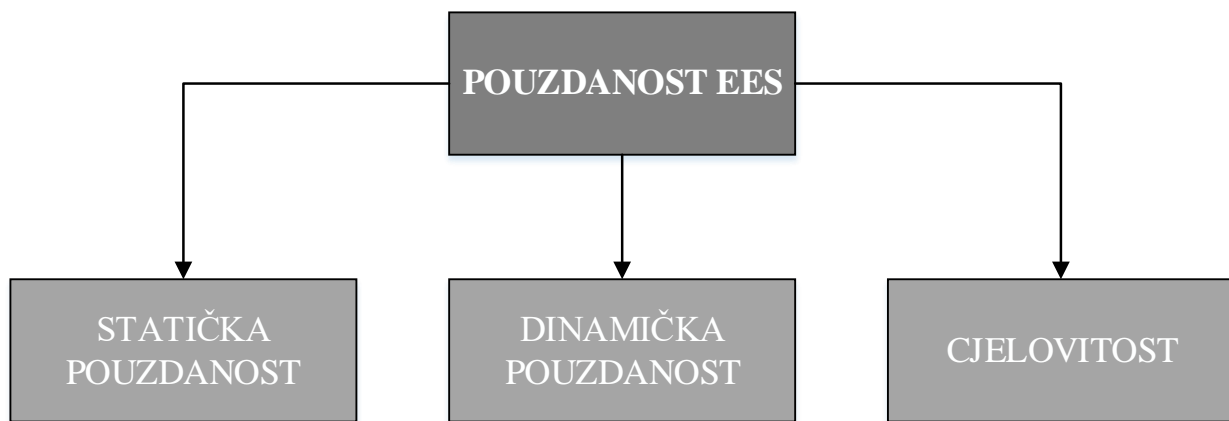 POUZDANOST EES
STATIČKA
POUZDANOST
DINAMIČKA
POUZDANOST
CJELOVITOST